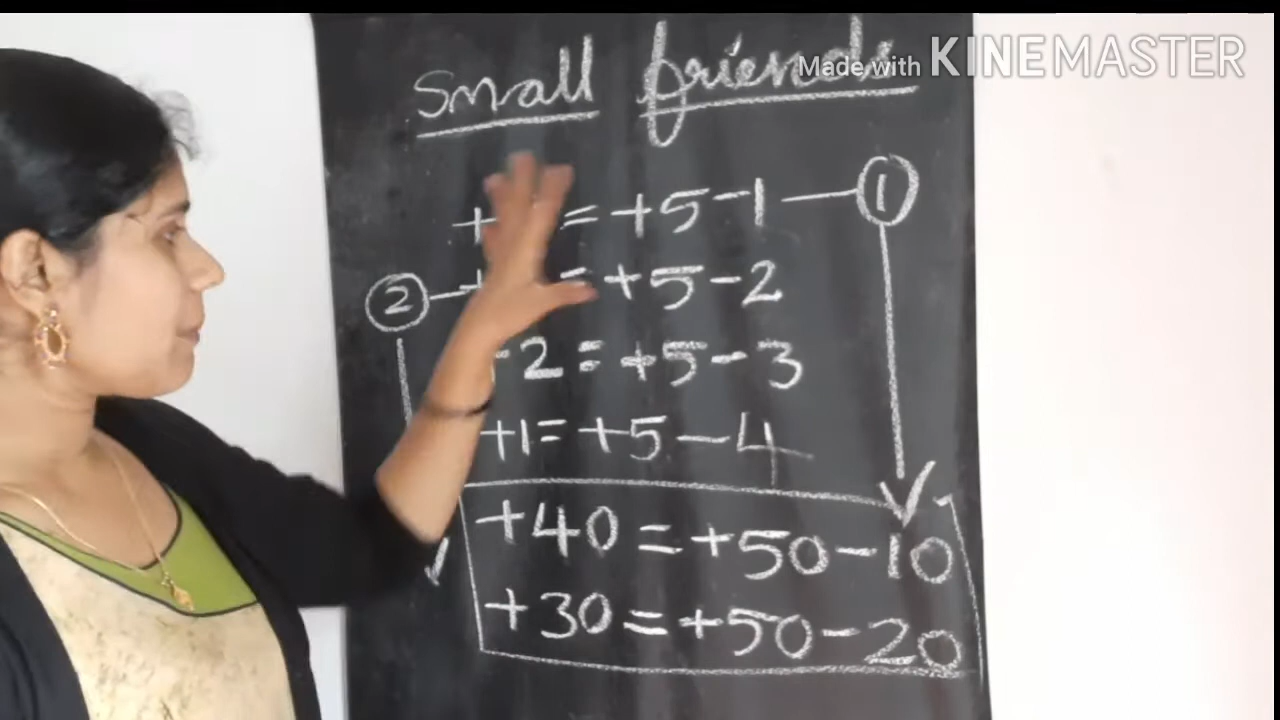 Small friends
Made with KINEMASTER
+ = +5-1 — 1
2 — + = +5-2
+2 = +5-3
+1 = +5-4
+40 = +50-10
+30 = +50-20